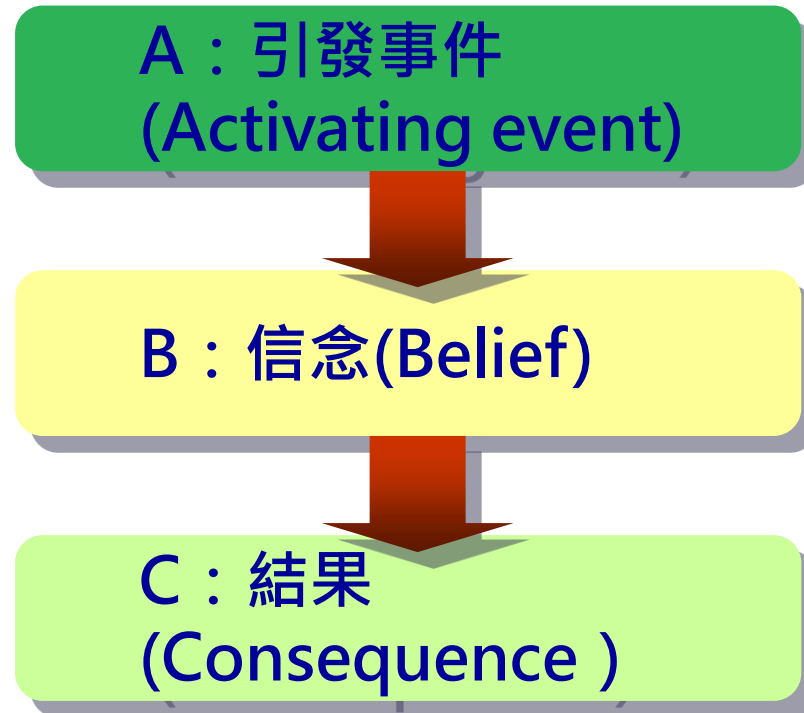 A：引發事件
(Activating event)
B：信念(Belief)
C：結果
(Consequence )